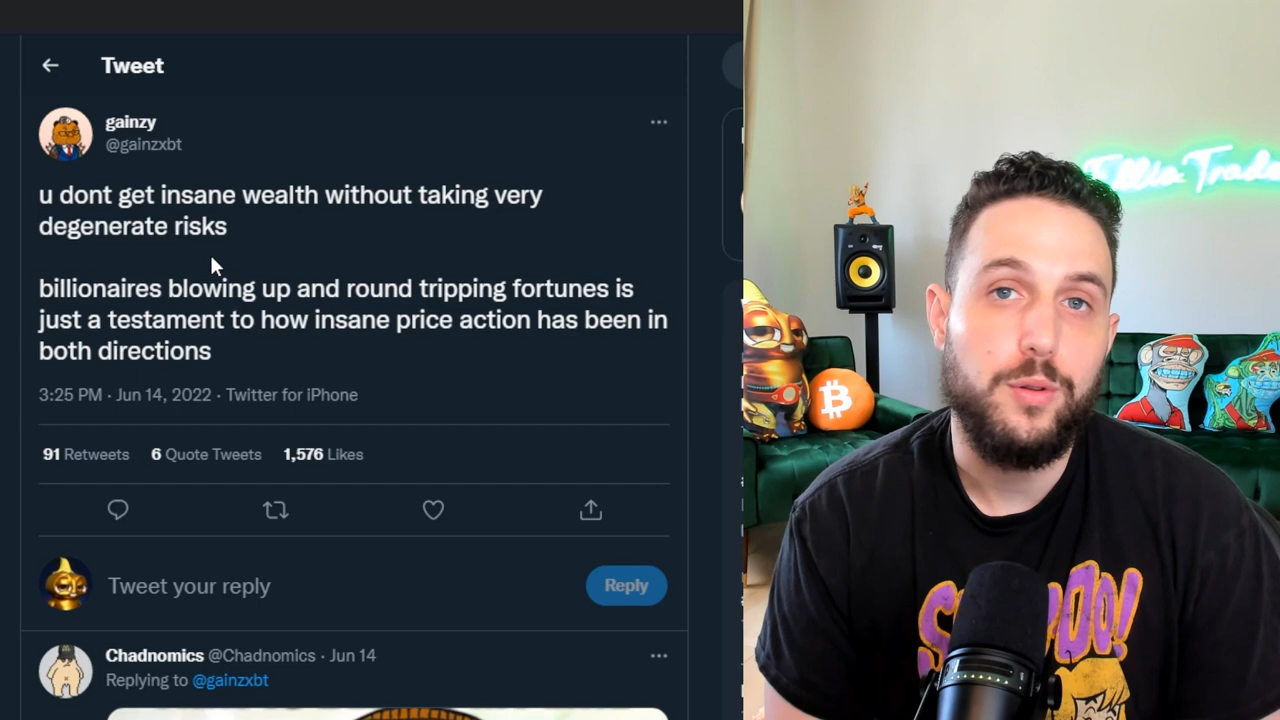 Tweet
gainzy
@gainzxbt
u dont get insane wealth without taking very
degenerate risks
billionaires blowing up and round tripping fortunes is
just a testament to how insane price action has been in
both directions
3:25 PM · Jun 14, 2022 · Twitter for iPhone
91 Retweets 6 Quote Tweets 1,576 Likes
Tweet your reply
Reply
Chadnomics @Chadnomics · Jun 14
Replying to @gainzxbt